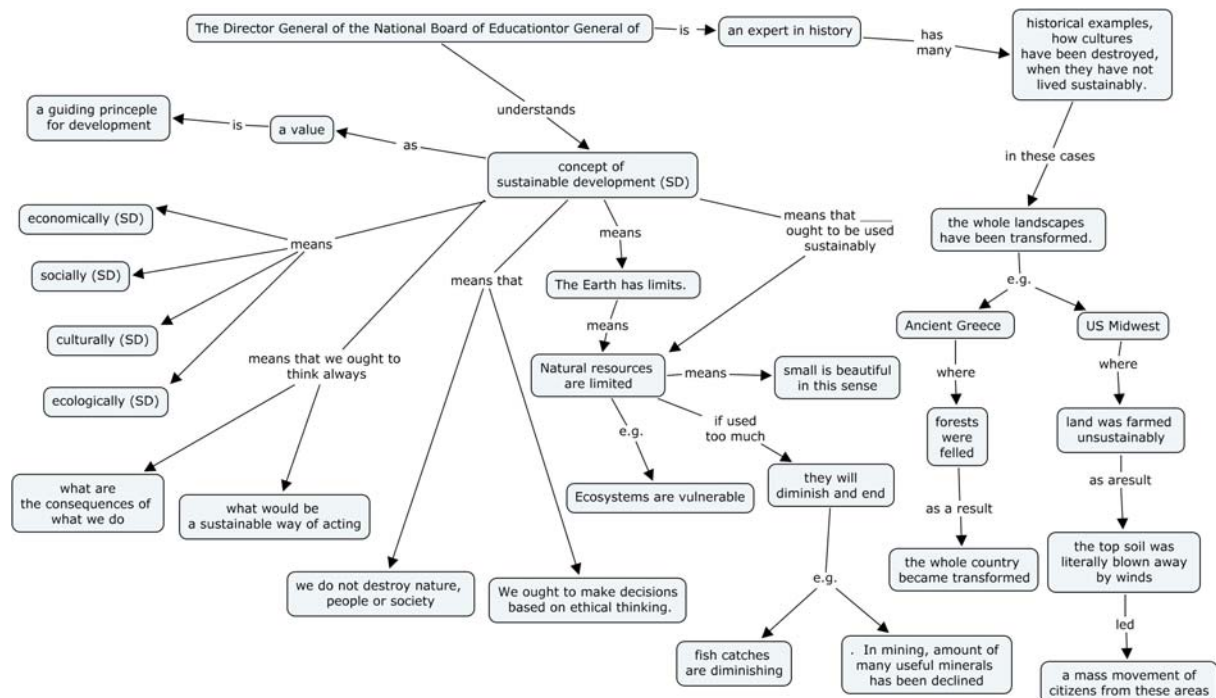 The Director General of the National Board of Educationtor General of
is
an expert in history
has
many
historical examples,
how cultures
have been destroyed,
when they have not
lived sustainably.
understands
a guiding princeple
for development
is
a value
as
concept of
sustainable development (SD)
in these cases
economically (SD)
socially (SD)
culturally (SD)
ecologically (SD)
means
means that we ought to
think always
means that
means
The Earth has limits.
means
means that ____
ought to be used
sustainably
Natural resources
are limited
means
small is beautiful
in this sense
the whole landscapes
have been transformed.
e.g.
Ancient Greece
US Midwest
where
where
forests
were
felled
land was farmed
unsustainably
e.g.
if used
too much
what are
the consequences of
what we do
what would be
a sustainable way of acting
Ecosystems are vulnerable
they will
diminish and end
as a result
as aresult
the whole country
became transformed
the top soil was
literally blown away
by winds
we do not destroy nature,
people or society
We ought to make decisions
based on ethical thinking.
e.g.
led
fish catches
are diminishing
. In mining, amount of
many useful minerals
has been declined
a mass movement of
citizens from these areas